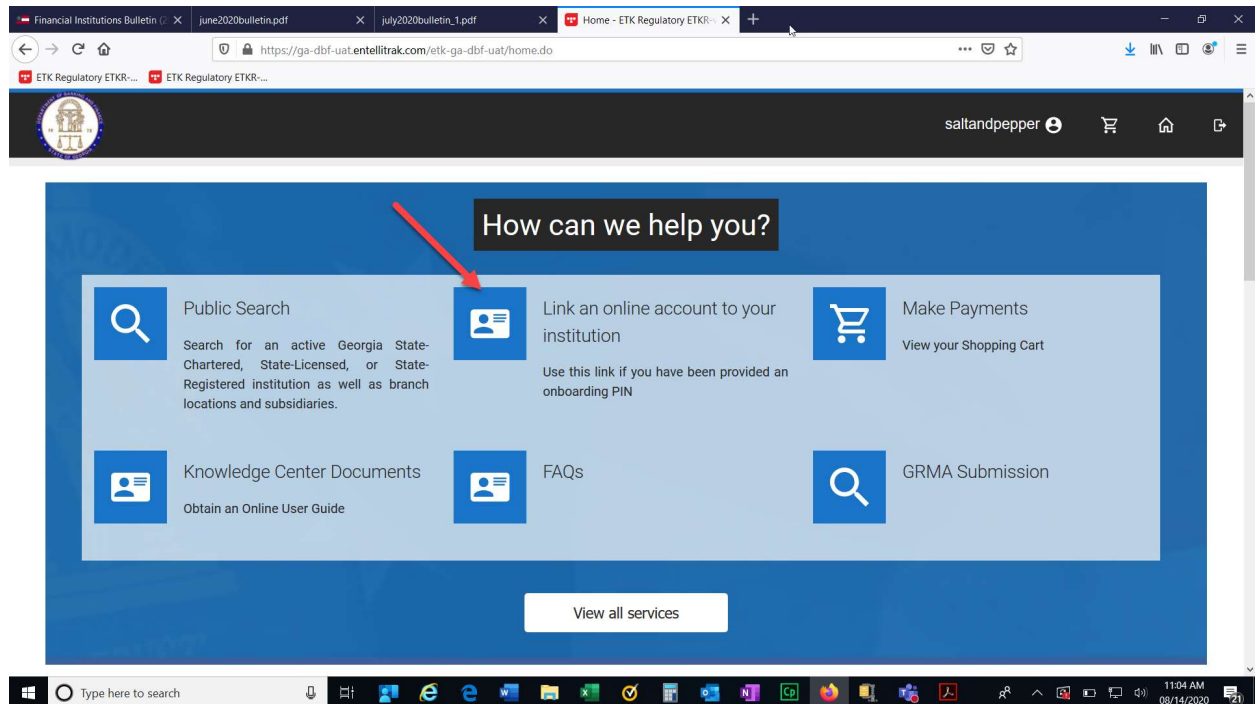 Financial Institutions Bulletin (2
june2020bulletin.pdf
july2020bulletin_1.pdf
Home - ETK Regulatory ETKR-
https://ga-dbf-uat.entellitrak.com/etk-ga-dbf-uat/home.do
ETK Regulatory ETKR-...
ETK Regulatory ETKR-...
saltandpepper
How can we help you?
Public Search
Search for an active Georgia State-
Chartered, State-Licensed, or State-
Registered institution as well as branch
locations and subsidiaries.
Link an online account to your
institution
Use this link if you have been provided an
onboarding PIN
Make Payments
View your Shopping Cart
Knowledge Center Documents
Obtain an Online User Guide
FAQs
GRMA Submission
View all services
Type here to search
11:04 AM
08/14/2020
21